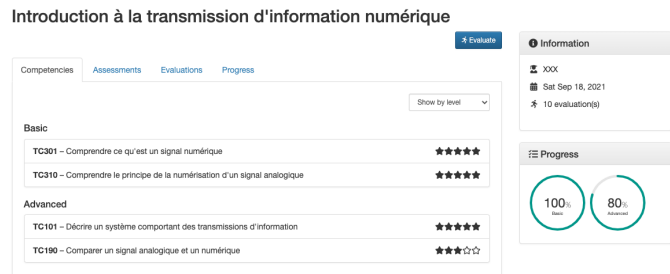 Introduction à la transmission d'information numérique
Evaluate
Competencies Assessments Evaluations Progress
Show by level
Basic
TC301 – Comprendre ce qu'est un signal numérique
TC310 – Comprendre le principe de la numérisation d'un signal analogique
Advanced
TC101 – Décrire un système comportant des transmissions d'information
TC190 – Comparer un signal analogique et un numérique
Information
XXX
Sat Sep 18, 2021
10 evaluation(s)
Progress
100%
Basic
80%
Advanced